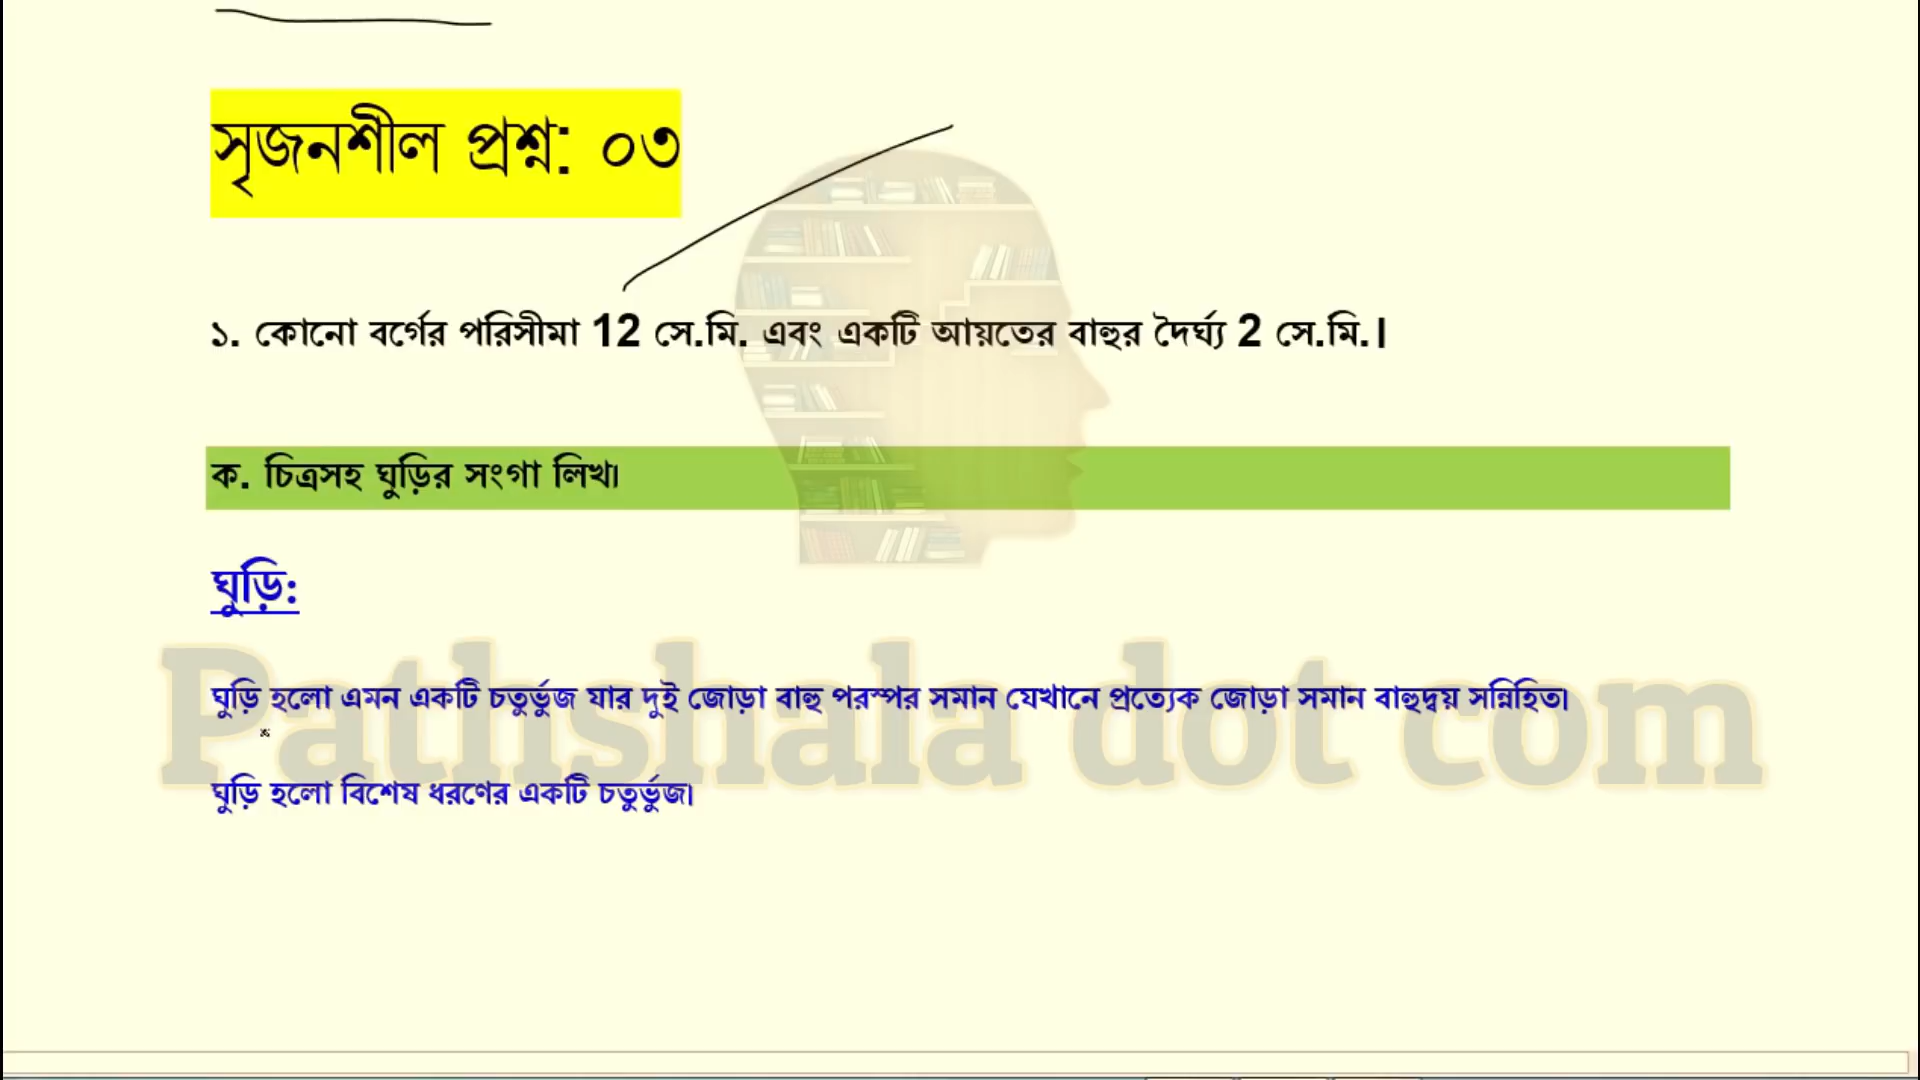 সৃজনশীল প্রশ্ন: ০৩
১. কোনো বর্গের পরিসীমা 12 সে.মি. এবং একটি আয়তের বাহুর দৈর্ঘ্য 2 সে.মি.।
ক. চিত্রসহ ঘুড়ির সংগা লিখ।
ঘুড়ি:
ঘুড়ি হলো এমন একটি চতুর্ভুজ যার দুই জোড়া বাহু পরস্পর সমান যেখানে প্রত্যেক জোড়া সমান বাহুদ্বয় সন্নিহিত।
Pathshala dot com
ঘুড়ি হলো বিশেষ ধরণের একটি চতুর্ভুজ।